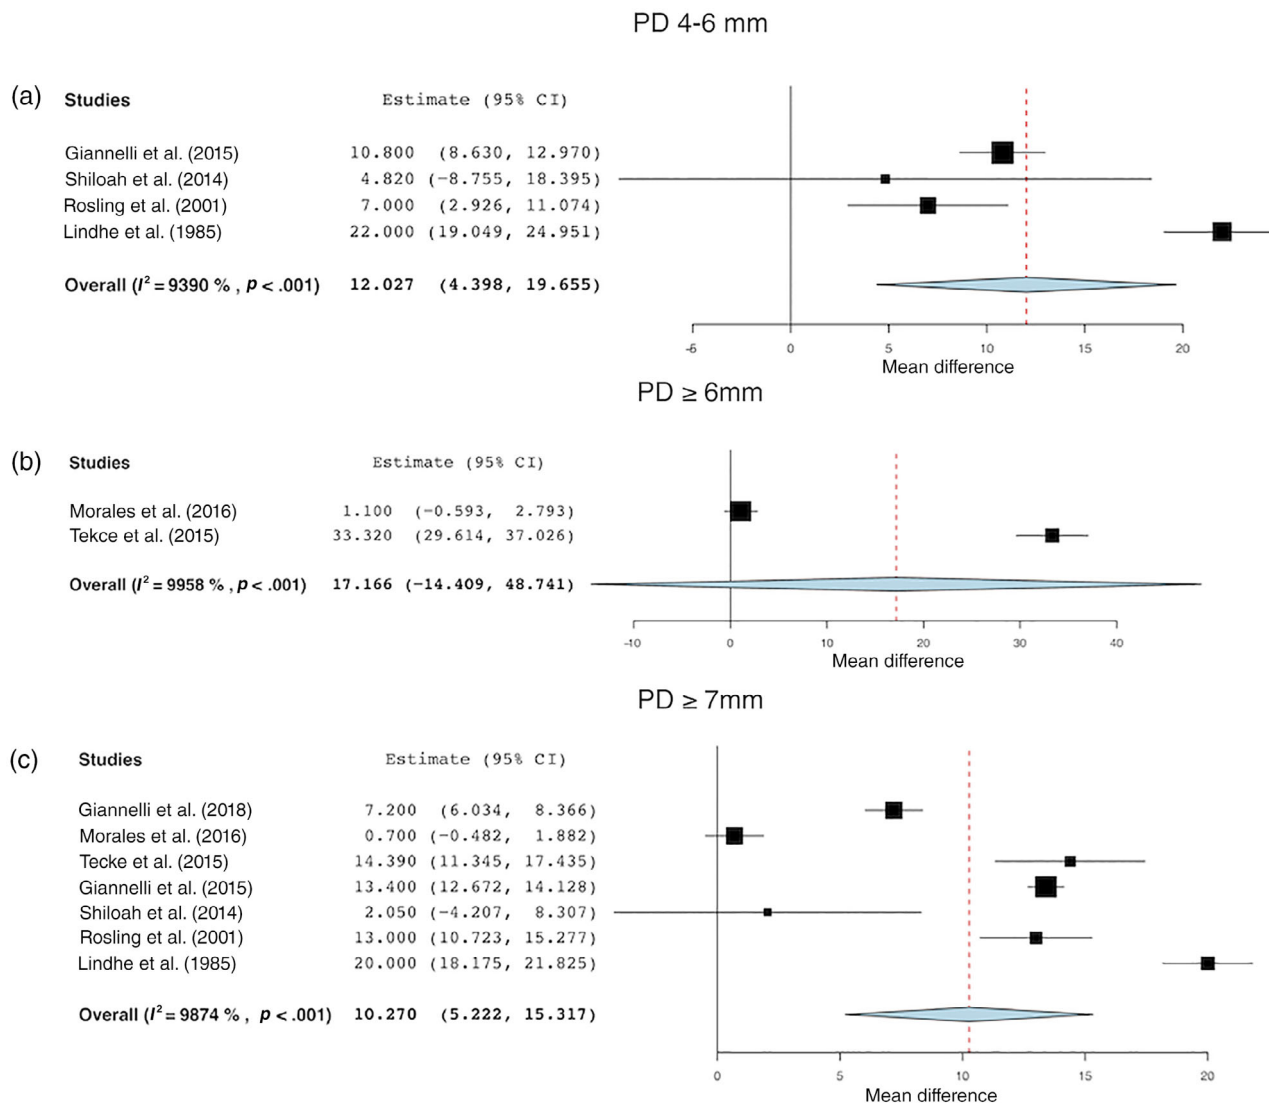 PD 4-6 mm
(a)
Studies Estimate (95% CI)
Giannelli et al. (2015) 10.800 (8.630, 12.970)
Shiloah et al. (2014) 4.820 (−8.755, 18.395)
Rosling et al. (2001) 7.000 (2.926, 11.074)
Lindhe et al. (1985) 22.000 (19.049, 24.951)
Overall (I² = 9390 % , p < .001) 12.027 (4.398, 19.655)
-6 0 5 10 15 20
Mean difference
PD ≥ 6mm
(b)
Studies Estimate (95% CI)
Morales et al. (2016) 1.100 (−0.593, 2.793)
Tekce et al. (2015) 33.320 (29.614, 37.026)
Overall (I² = 9958 % , p < .001) 17.166 (−14.409, 48.741)
-10 0 10 20 30 40
Mean difference
PD ≥ 7mm
(c)
Studies Estimate (95% CI)
Giannelli et al. (2018) 7.200 (6.034, 8.366)
Morales et al. (2016) 0.700 (−0.482, 1.882)
Tecke et al. (2015) 14.390 (11.345, 17.435)
Giannelli et al. (2015) 13.400 (12.672, 14.128)
Shiloah et al. (2014) 2.050 (−4.207, 8.307)
Rosling et al. (2001) 13.000 (10.723, 15.277)
Lindhe et al. (1985) 20.000 (18.175, 21.825)
Overall (I² = 9874 % , p < .001) 10.270 (5.222, 15.317)
0 5 10 15 20
Mean difference